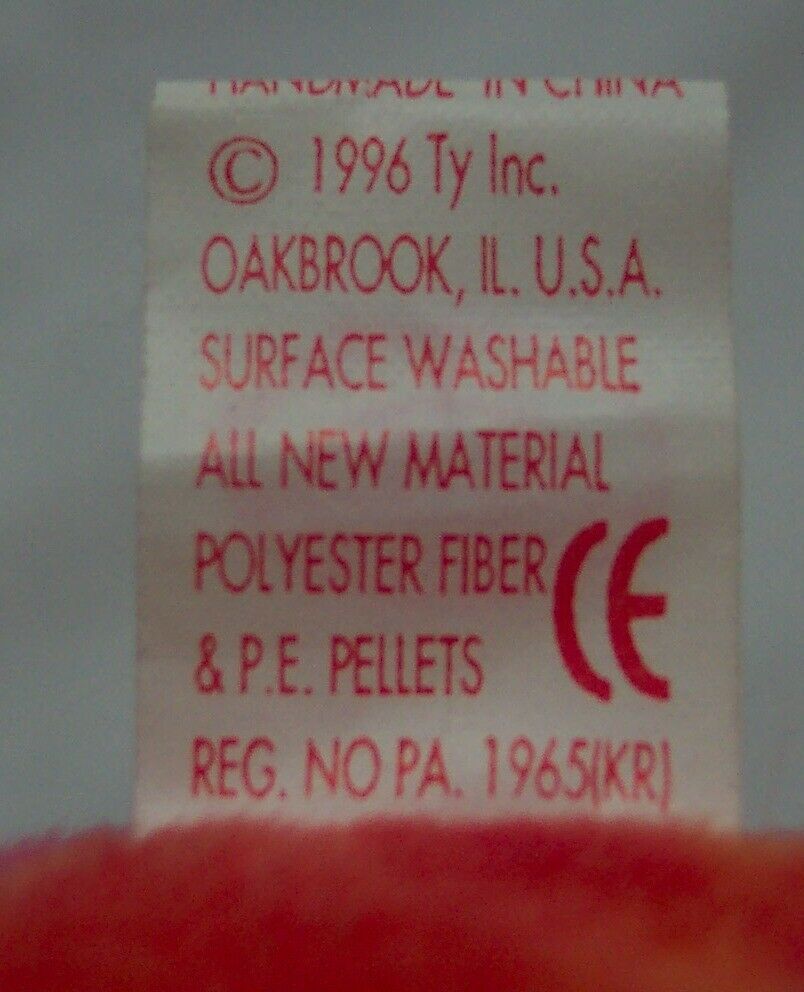 HANDMADE IN CHINA
© 1996 Ty Inc.
OAKBROOK, IL. U.S.A.
SURFACE WASHABLE
ALL NEW MATERIAL
POLYESTER FIBER
& P.E. PELLETS
CE
REG. NO PA. 1965(KR)